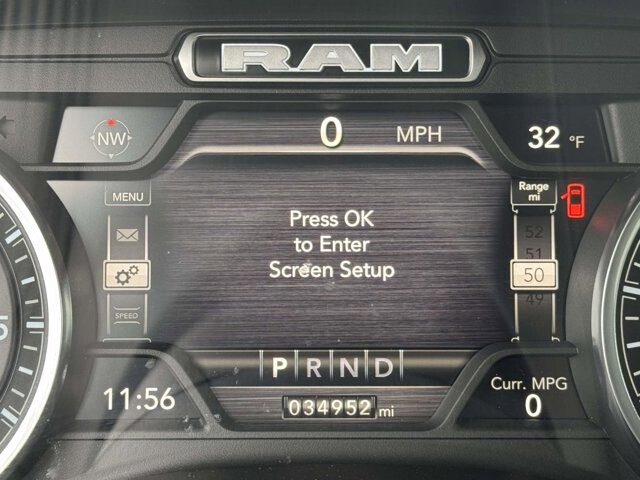 RAM
NW
0 MPH
32 °F
MENU
Range
mi
Press OK
to Enter
Screen Setup
52
51
50
49
SPEED
P R N D
11:56
034952 mi
Curr. MPG
0